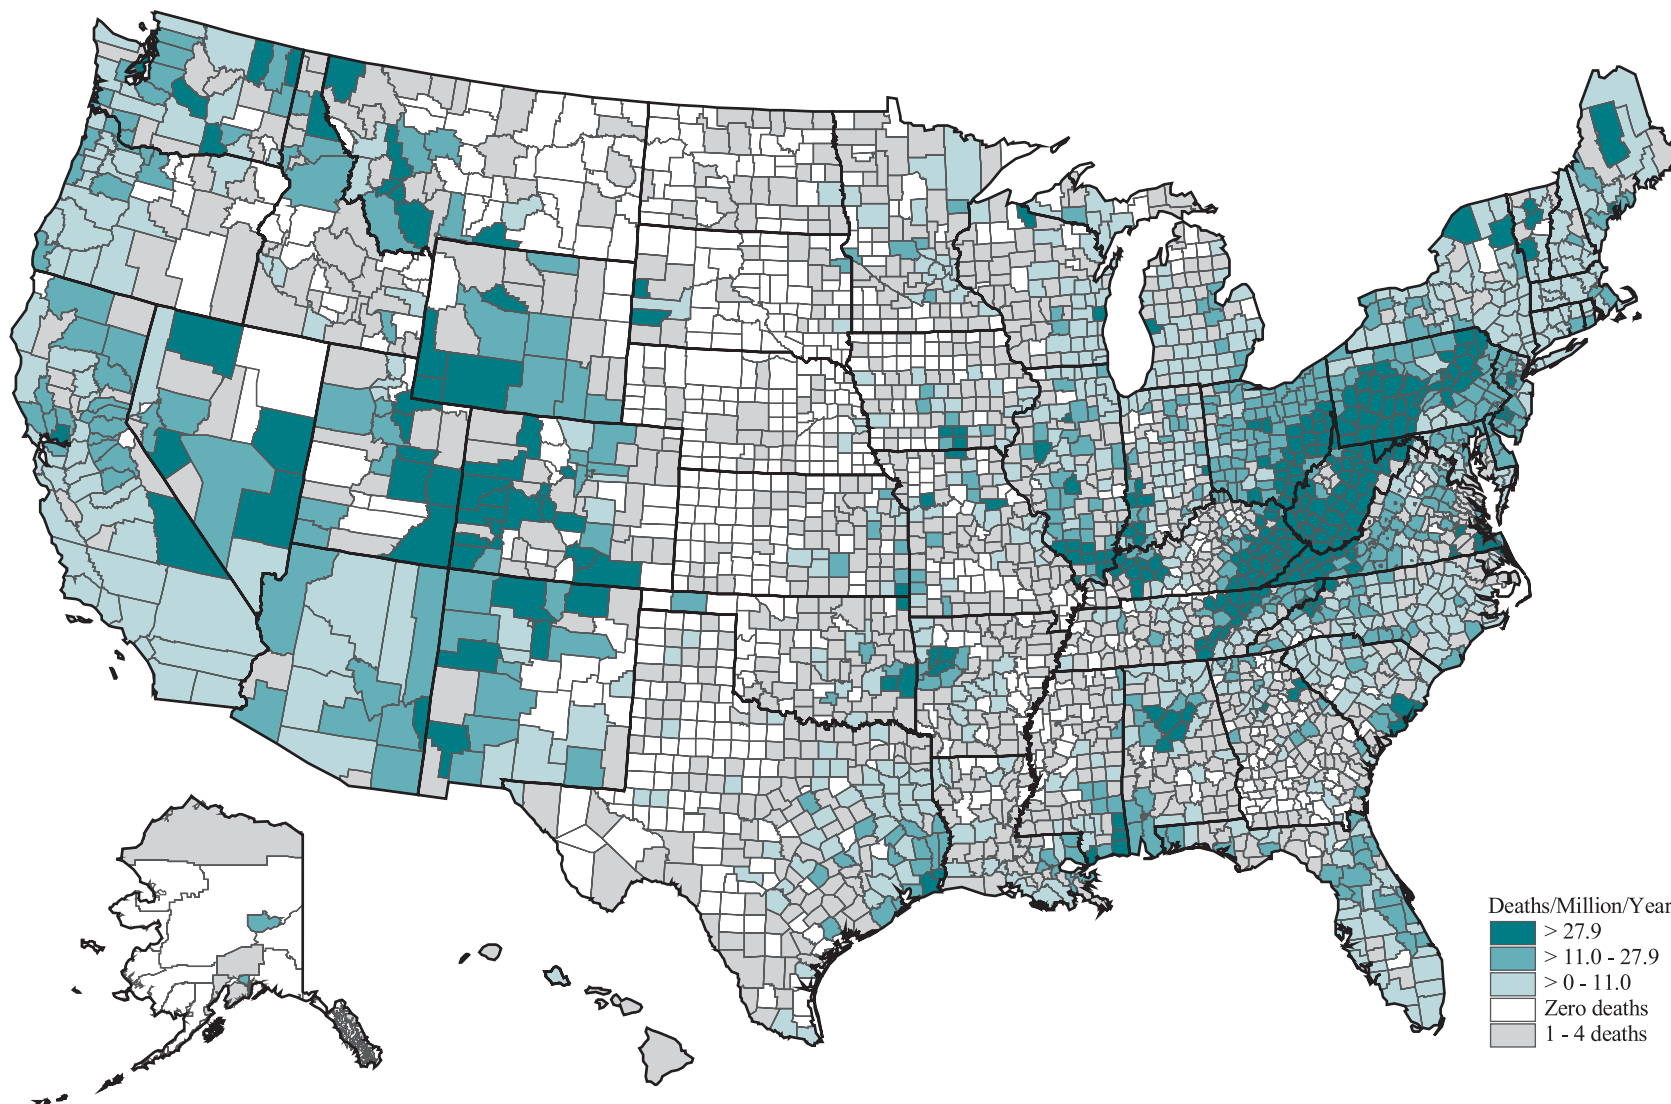 Deaths/Million/Year
> 27.9
> 11.0 - 27.9
> 0 - 11.0
Zero deaths
1 - 4 deaths